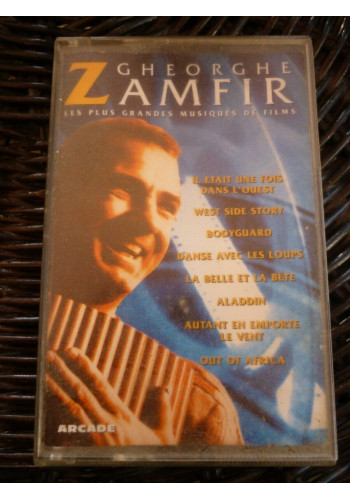 GHEORGHE
ZAMFIR
LES PLUS GRANDES MUSIQUES DE FILMS
IL ETAIT UNE FOIS
DANS L'OUEST
WEST SIDE STORY
BODYGUARD
DANSE AVEC LES LOUPS
LA BELLE ET LA BÊTE
ALADDIN
AUTANT EN EMPORTE
LE VENT
OUT OF AFRICA
ARCADE